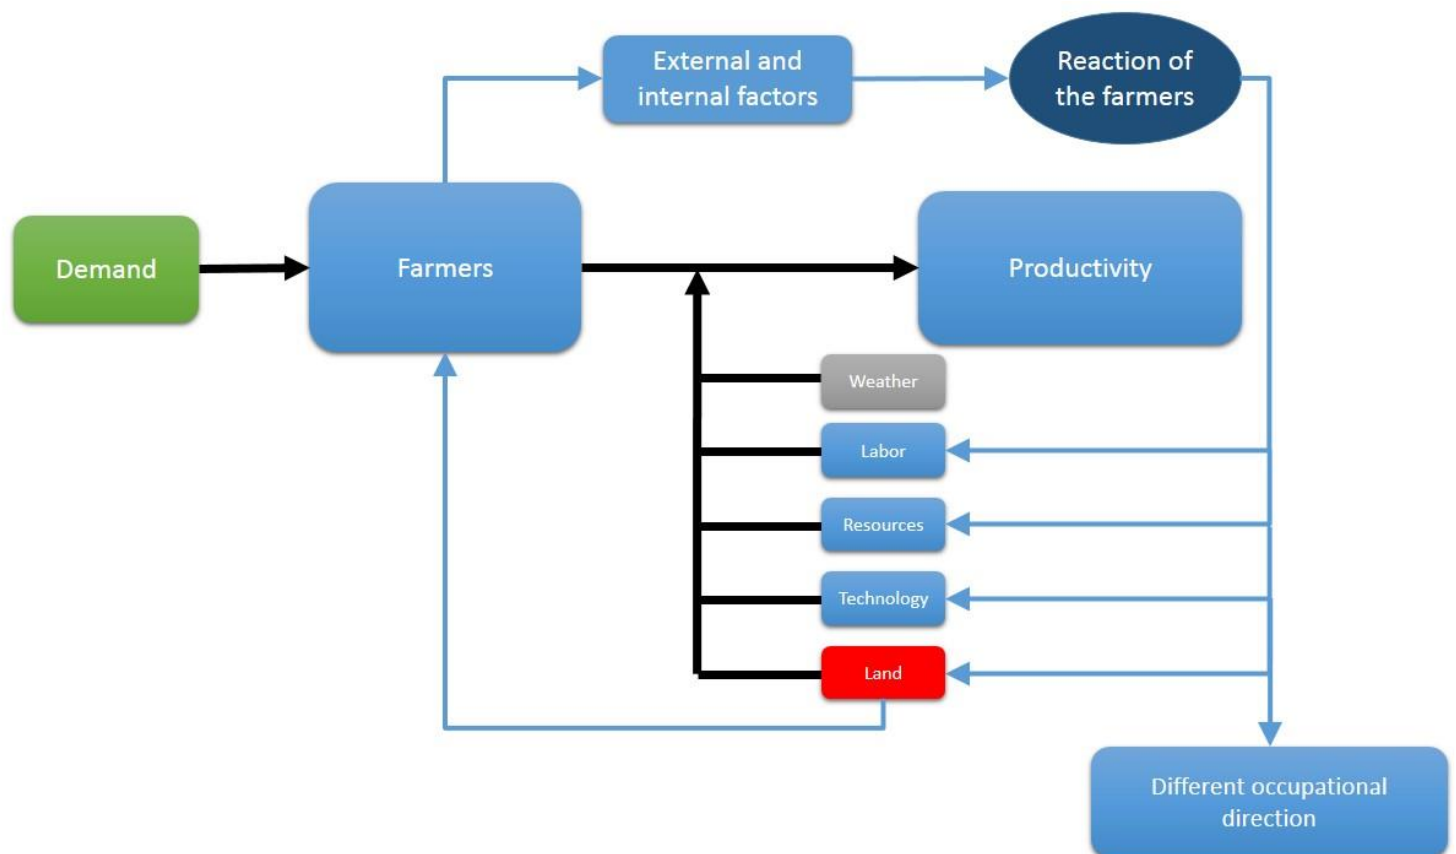 External and
internal factors
Reaction of
the farmers
Demand
Farmers
Productivity
Weather
Labor
Resources
Technology
Land
Different occupational
direction